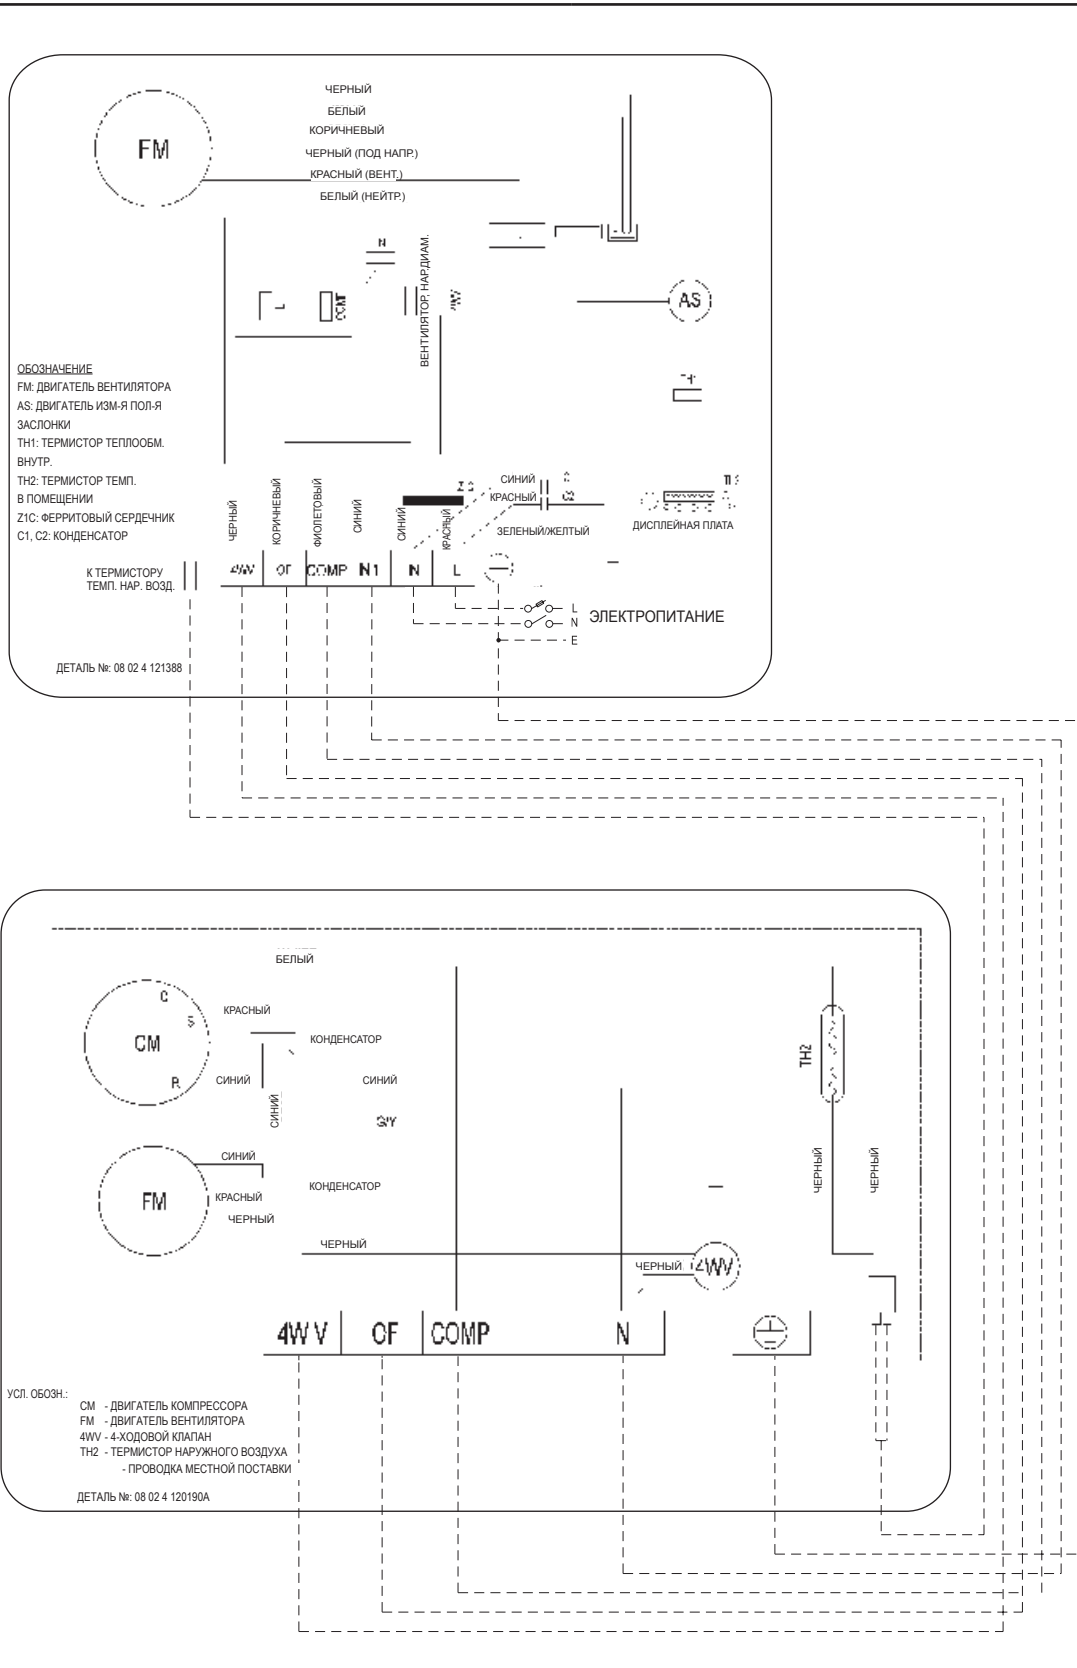 ЧЕРНЫЙ
БЕЛЫЙ
КОРИЧНЕВЫЙ
ЧЕРНЫЙ (ПОД НАПР.)
КРАСНЫЙ (ВЕНТ.)
БЕЛЫЙ (НЕЙТР.)
FM
N
L
ВЕНТИЛЯТОР, НАР.ДИАМ.
AS
ОБОЗНАЧЕНИЕ
FM: ДВИГАТЕЛЬ ВЕНТИЛЯТОРА
AS: ДВИГАТЕЛЬ ИЗМ-Я ПОЛ-Я
ЗАСЛОНКИ
TH1: ТЕРМИСТОР ТЕПЛООБМ.
ВНУТР.
TH2: ТЕРМИСТОР ТЕМП.
В ПОМЕЩЕНИИ
Z1C: ФЕРРИТОВЫЙ СЕРДЕЧНИК
C1, C2: КОНДЕНСАТОР
ЧЕРНЫЙ
КОРИЧНЕВЫЙ
ФИОЛЕТОВЫЙ
СИНИЙ
СИНИЙ
КРАСНЫЙ
СИНИЙ
КРАСНЫЙ
ЗЕЛЕНЫЙ/ЖЕЛТЫЙ
ДИСПЛЕЙНАЯ ПЛАТА
К ТЕРМИСТОРУ
ТЕМП. НАР. ВОЗД.
4WV OF COMP N1 N L
L
N
E
ЭЛЕКТРОПИТАНИЕ
ДЕТАЛЬ №: 08 02 4 121388
БЕЛЫЙ
C
S
R
CM
КРАСНЫЙ
КОНДЕНСАТОР
СИНИЙ
СИНИЙ
СИНИЙ
G/Y
TH2
СИНИЙ
FM
КРАСНЫЙ
ЧЕРНЫЙ
КОНДЕНСАТОР
ЧЕРНЫЙ
ЧЕРНЫЙ
ЧЕРНЫЙ
ЧЕРНЫЙ
4WV
4WV OF COMP N
УСЛ. ОБОЗН.:
CM - ДВИГАТЕЛЬ КОМПРЕССОРА
FM - ДВИГАТЕЛЬ ВЕНТИЛЯТОРА
4WV - 4-ХОДОВОЙ КЛАПАН
TH2 - ТЕРМИСТОР НАРУЖНОГО ВОЗДУХА
- ПРОВОДКА МЕСТНОЙ ПОСТАВКИ
ДЕТАЛЬ №: 08 02 4 120190A